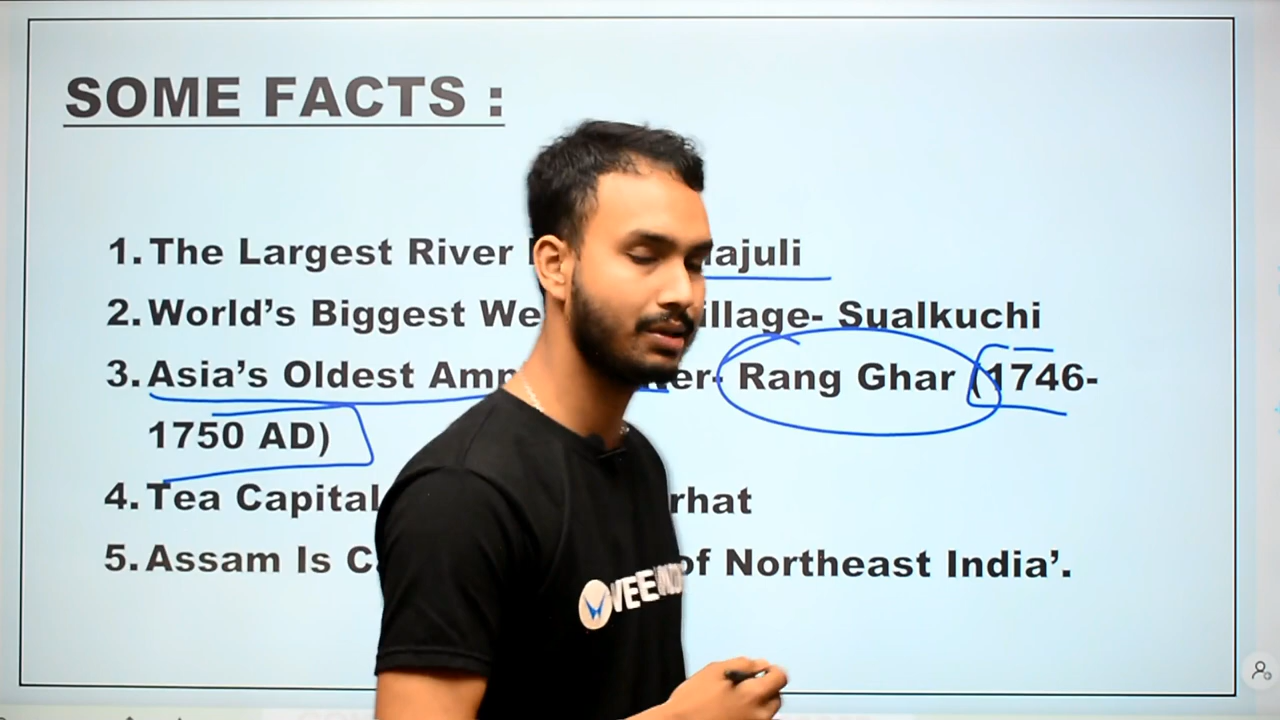 SOME FACTS :
1. The Largest River ajuli
2. World's Biggest We illage- Sualkuchi
3. Asia's Oldest Amp er- Rang Ghar (1746-
1750 AD)
4. Tea Capital rhat
5. Assam Is C of Northeast India'.
VEE